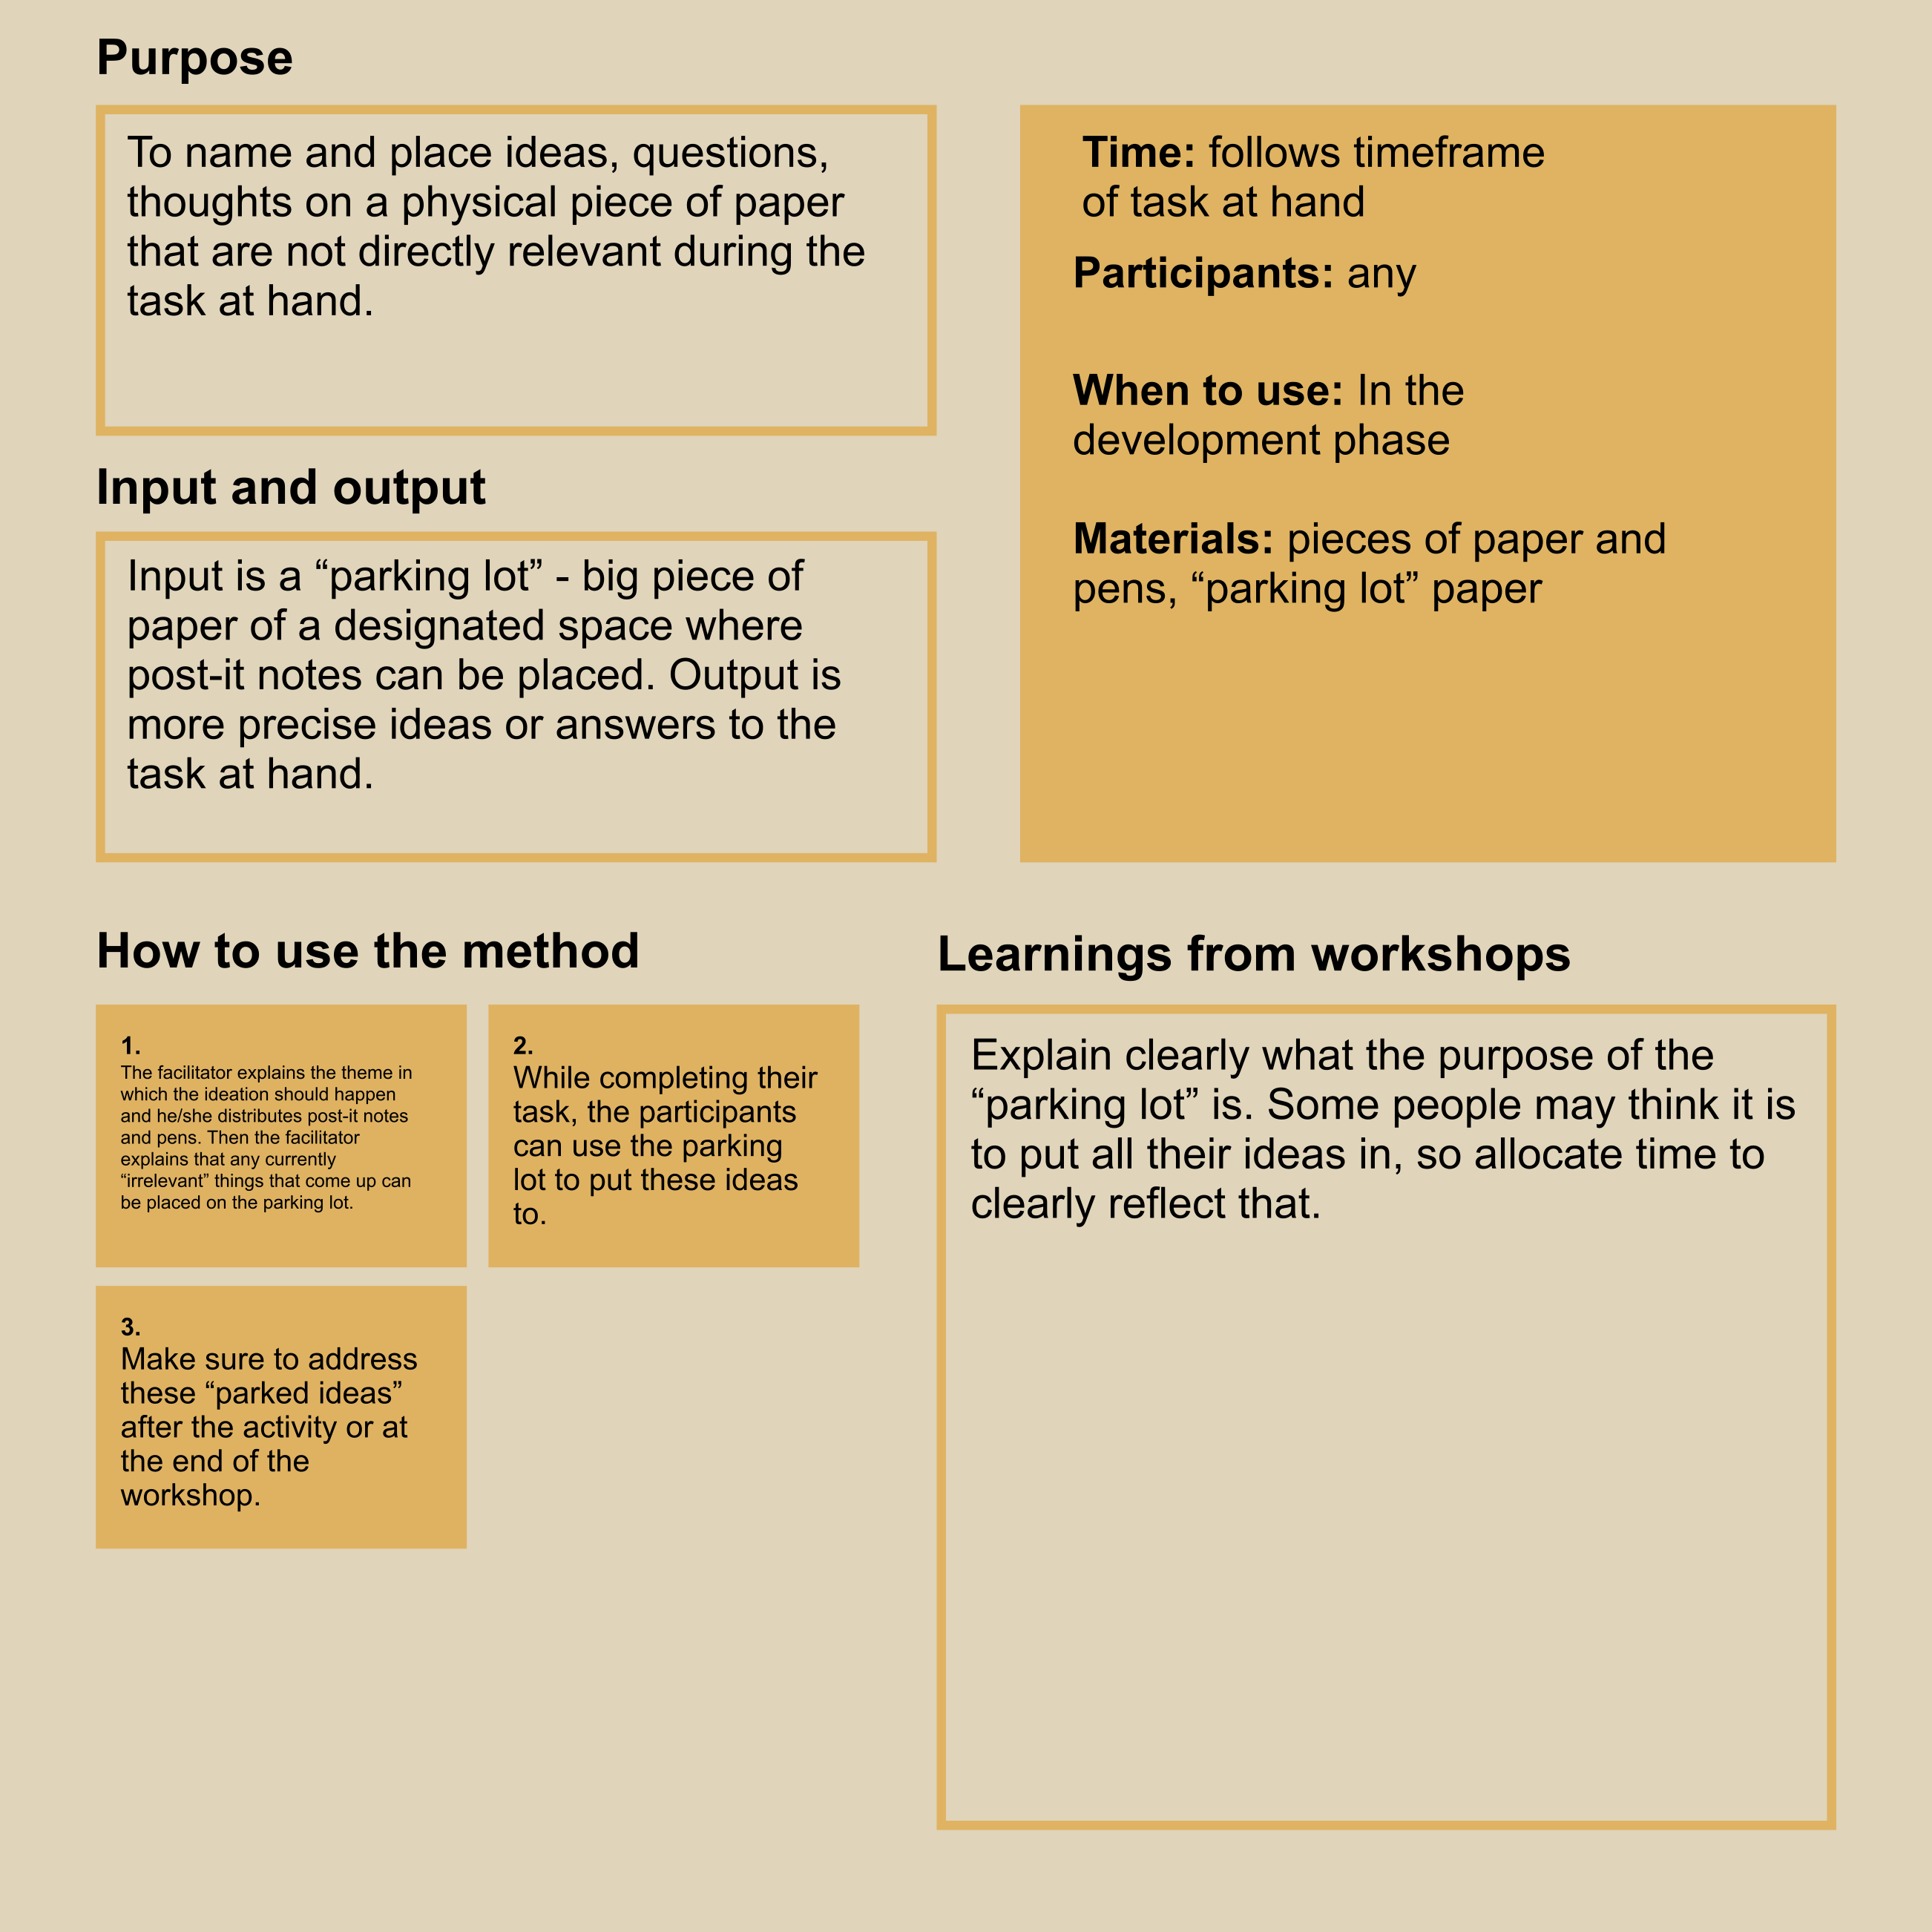 Purpose
To name and place ideas, questions,
thoughts on a physical piece of paper
that are not directly relevant during the
task at hand.
Time: follows timeframe
of task at hand
Participants: any
When to use: In the
development phase
Materials: pieces of paper and
pens, “parking lot” paper
Input and output
Input is a “parking lot” - big piece of
paper of a designated space where
post-it notes can be placed. Output is
more precise ideas or answers to the
task at hand.
How to use the method
1.
The facilitator explains the theme in
which the ideation should happen
and he/she distributes post-it notes
and pens. Then the facilitator
explains that any currently
“irrelevant” things that come up can
be placed on the parking lot.
2.
While completing their
task, the participants
can use the parking
lot to put these ideas
to.
3.
Make sure to address
these “parked ideas”
after the activity or at
the end of the
workshop.
Learnings from workshops
Explain clearly what the purpose of the
“parking lot” is. Some people may think it is
to put all their ideas in, so allocate time to
clearly reflect that.